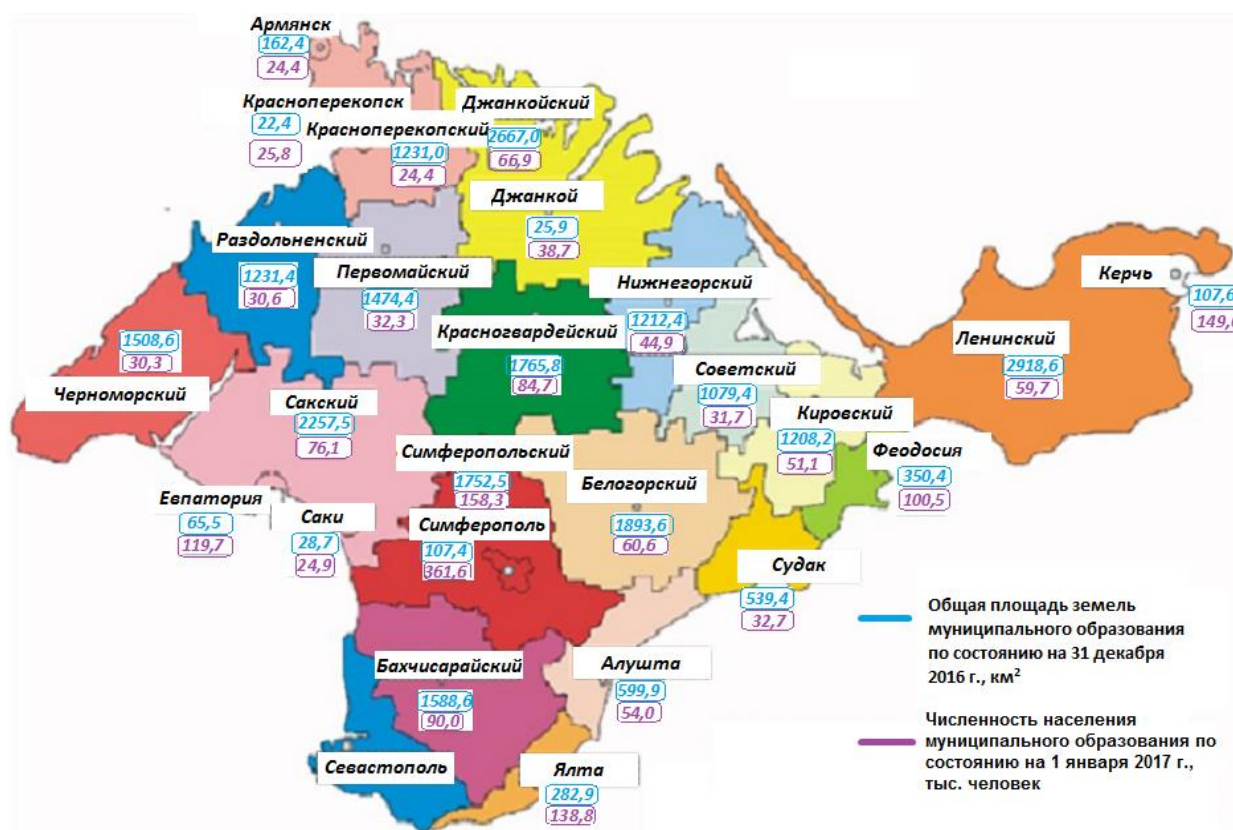 Армянск
162,4
24,4
Красноперекопск
22,4
25,8
Красноперекопский
1231,0
24,4
Джанкойский
2667,0
66,9
Джанкой
25,9
38,7
Раздольненский
1231,4
30,6
Первомайский
1474,4
32,3
Нижнегорский
1212,4
44,9
Красногвардейский
1765,8
84,7
Керчь
107,6
Ленинский
2918,6
59,7
1508,6
30,3
Черноморский
Советский
1079,4
31,7
Сакский
2257,5
76,1
Кировский
1208,2
51,1
Феодосия
350,4
100,5
Симферопольский
1752,5
158,3
Белогорский
1893,6
60,6
Евпатория
65,5
119,7
Саки
28,7
24,9
Симферополь
107,4
361,6
Судак
539,4
32,7
Бахчисарайский
1588,6
90,0
Алушта
599,9
54,0
Севастополь
Ялта
282,9
138,8
Общая площадь земель
муниципального образования
по состоянию на 31 декабря
2016 г., км²
Численность населения
муниципального образования по
состоянию на 1 января 2017 г.,
тыс. человек